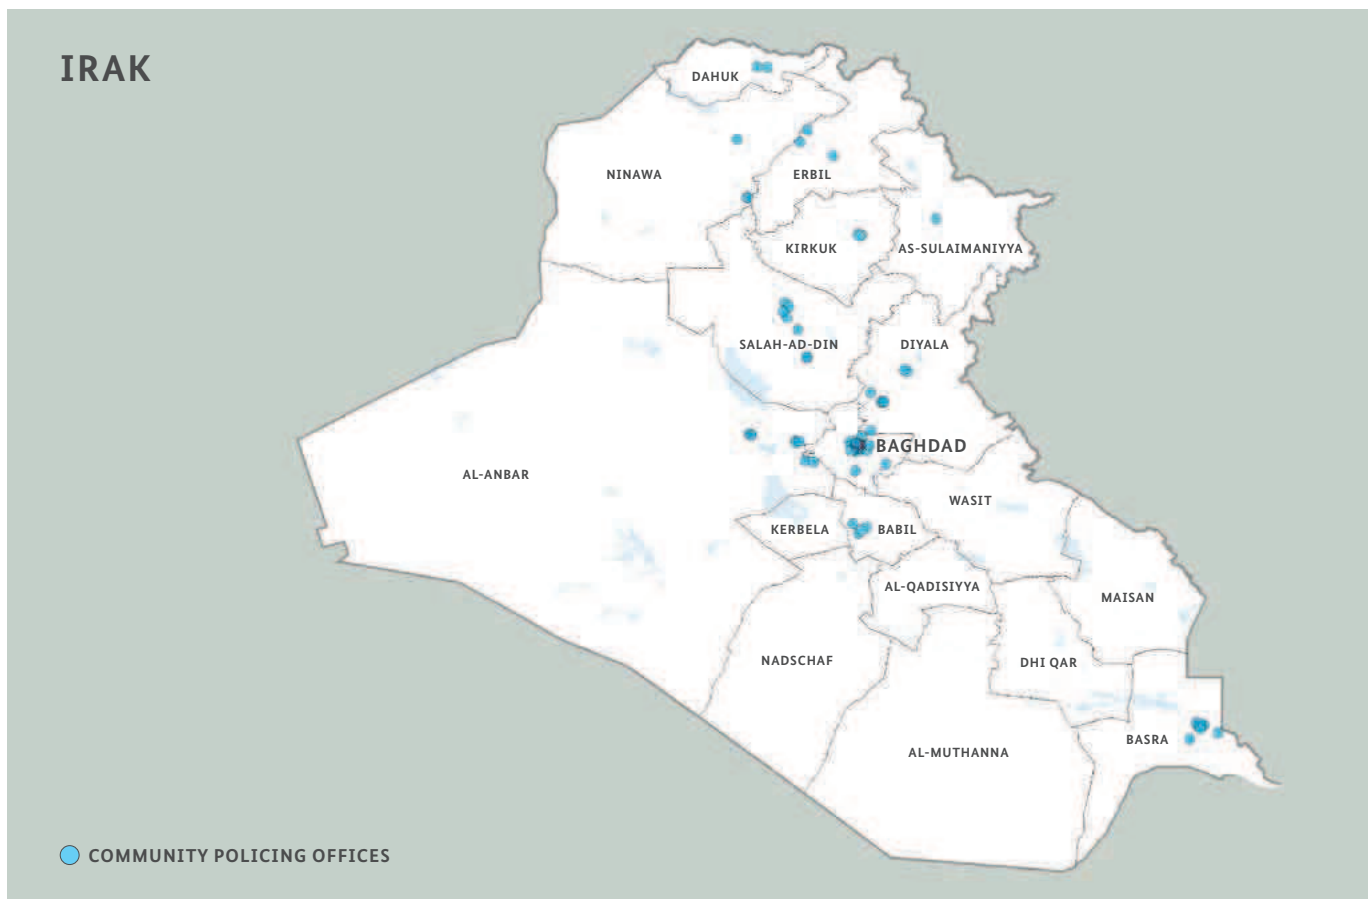 IRAK
DAHUK
NINAWA
ERBIL
KIRKUK
AS-SULAIMANIYYA
SALAH-AD-DIN
DIYALA
BAGHDAD
AL-ANBAR
WASIT
KERBELA
BABIL
AL-QADISIYYA
MAISAN
NADSCHAF
DHI QAR
BASRA
AL-MUTHANNA
COMMUNITY POLICING OFFICES